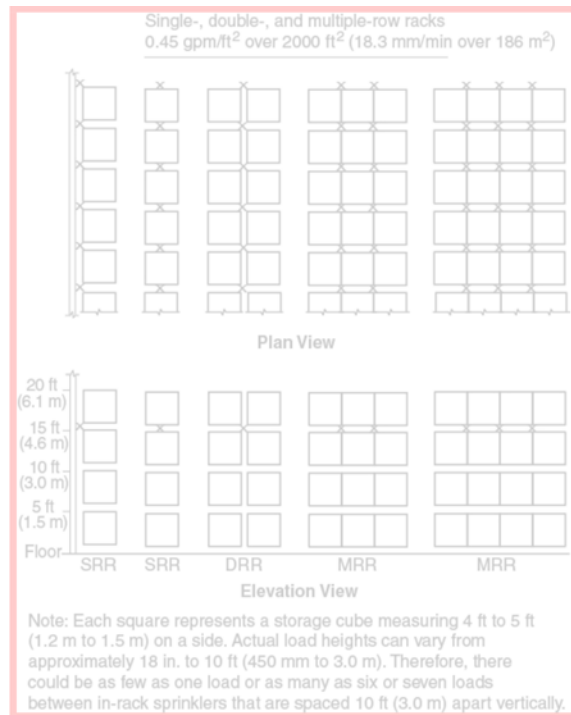 Single-, double-, and multiple-row racks
0.45 gpm/ft² over 2000 ft² (18.3 mm/min over 186 m²)
Plan View
20 ft
(6.1 m)
15 ft
(4.6 m)
10 ft
(3.0 m)
5 ft
(1.5 m)
Floor
SRR SRR DRR MRR MRR
Elevation View
Note: Each square represents a storage cube measuring 4 ft to 5 ft
(1.2 m to 1.5 m) on a side. Actual load heights can vary from
approximately 18 in. to 10 ft (450 mm to 3.0 m). Therefore, there
could be as few as one load or as many as six or seven loads
between in-rack sprinklers that are spaced 10 ft (3.0 m) apart vertically.